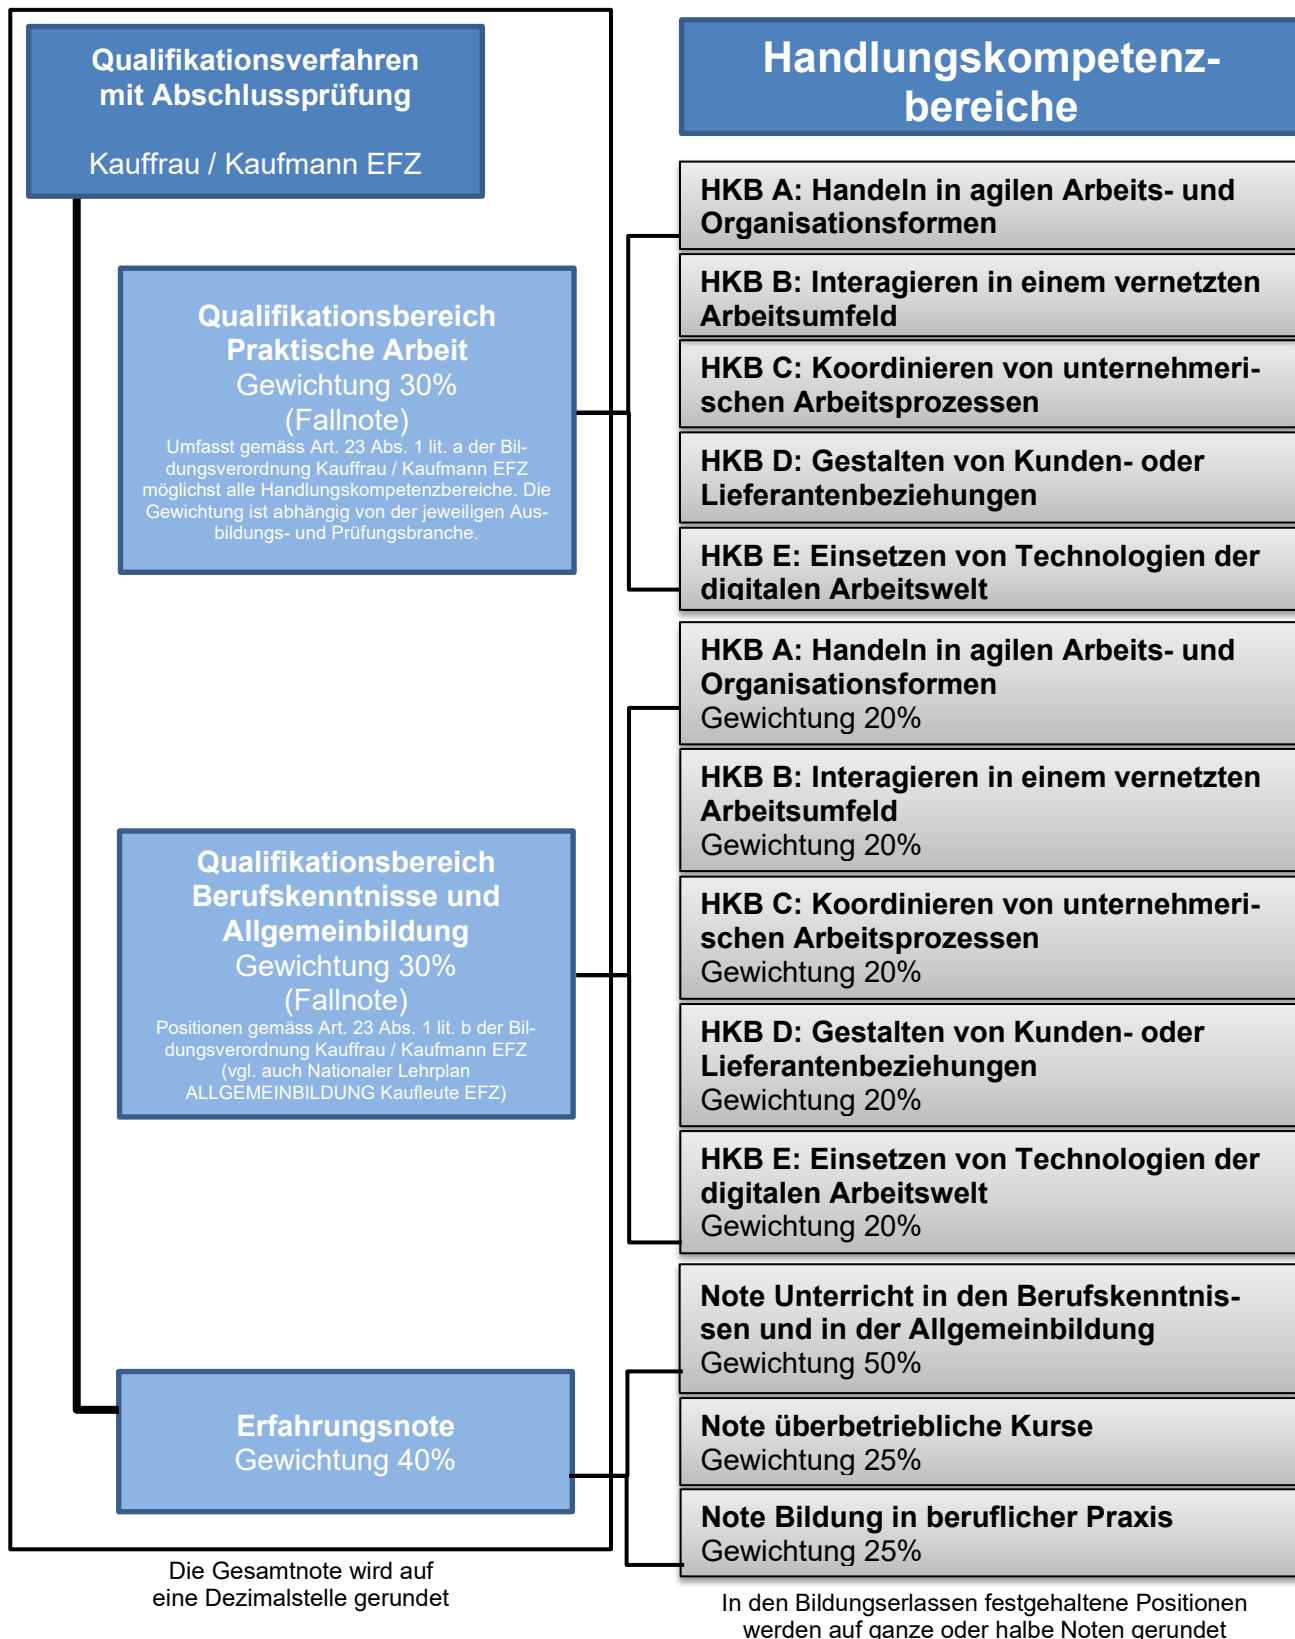 Qualifikationsverfahren
mit Abschlussprüfung
Kauffrau / Kaufmann EFZ
Handlungskompetenz-
bereiche
Qualifikationsbereich
Praktische Arbeit
Gewichtung 30%
(Fallnote)
Umfasst gemäss Art. 23 Abs. 1 lit. a der Bil-
dungsverordnung Kauffrau / Kaufmann EFZ
möglichst alle Handlungskompetenzbereiche. Die
Gewichtung ist abhängig von der jeweiligen Aus-
bildungs- und Prüfungsbranche.
HKB A: Handeln in agilen Arbeits- und
Organisationsformen
HKB B: Interagieren in einem vernetzten
Arbeitsumfeld
HKB C: Koordinieren von unternehmeri-
schen Arbeitsprozessen
HKB D: Gestalten von Kunden- oder
Lieferantenbeziehungen
HKB E: Einsetzen von Technologien der
digitalen Arbeitswelt
Qualifikationsbereich
Berufskenntnisse und
Allgemeinbildung
Gewichtung 30%
(Fallnote)
Positionen gemäss Art. 23 Abs. 1 lit. b der Bil-
dungsverordnung Kauffrau / Kaufmann EFZ
(vgl. auch Nationaler Lehrplan
ALLGEMEINBILDUNG Kaufleute EFZ)
HKB A: Handeln in agilen Arbeits- und
Organisationsformen
Gewichtung 20%
HKB B: Interagieren in einem vernetzten
Arbeitsumfeld
Gewichtung 20%
HKB C: Koordinieren von unternehmeri-
schen Arbeitsprozessen
Gewichtung 20%
HKB D: Gestalten von Kunden- oder
Lieferantenbeziehungen
Gewichtung 20%
HKB E: Einsetzen von Technologien der
digitalen Arbeitswelt
Gewichtung 20%
Erfahrungsnote
Gewichtung 40%
Note Unterricht in den Berufskenntnis-
sen und in der Allgemeinbildung
Gewichtung 50%
Note überbetriebliche Kurse
Gewichtung 25%
Note Bildung in beruflicher Praxis
Gewichtung 25%
Die Gesamtnote wird auf
eine Dezimalstelle gerundet
In den Bildungserlassen festgehaltene Positionen
werden auf ganze oder halbe Noten gerundet